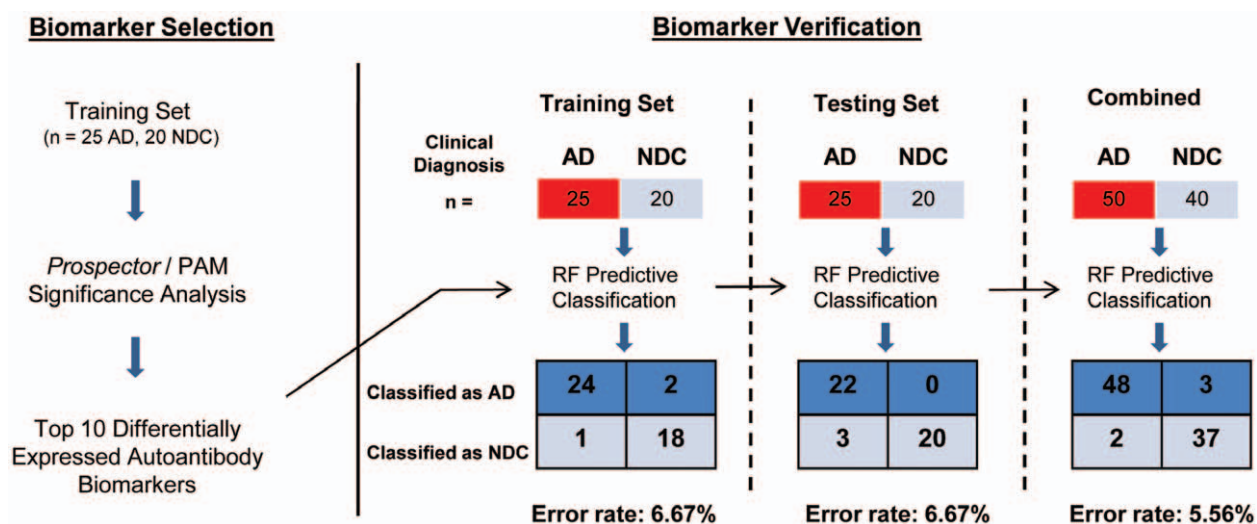 Biomarker Selection
Training Set
(n = 25 AD, 20 NDC)
Prospector / PAM
Significance Analysis
Top 10 Differentially
Expressed Autoantibody
Biomarkers
Biomarker Verification
Clinical
Diagnosis
n =
Training Set
AD NDC
25 20
RF Predictive
Classification
Classified as AD
24 2
Classified as NDC
1 18
Error rate: 6.67%
Testing Set
AD NDC
25 20
RF Predictive
Classification
22 0
3 20
Error rate: 6.67%
Combined
AD NDC
50 40
RF Predictive
Classification
48 3
2 37
Error rate: 5.56%